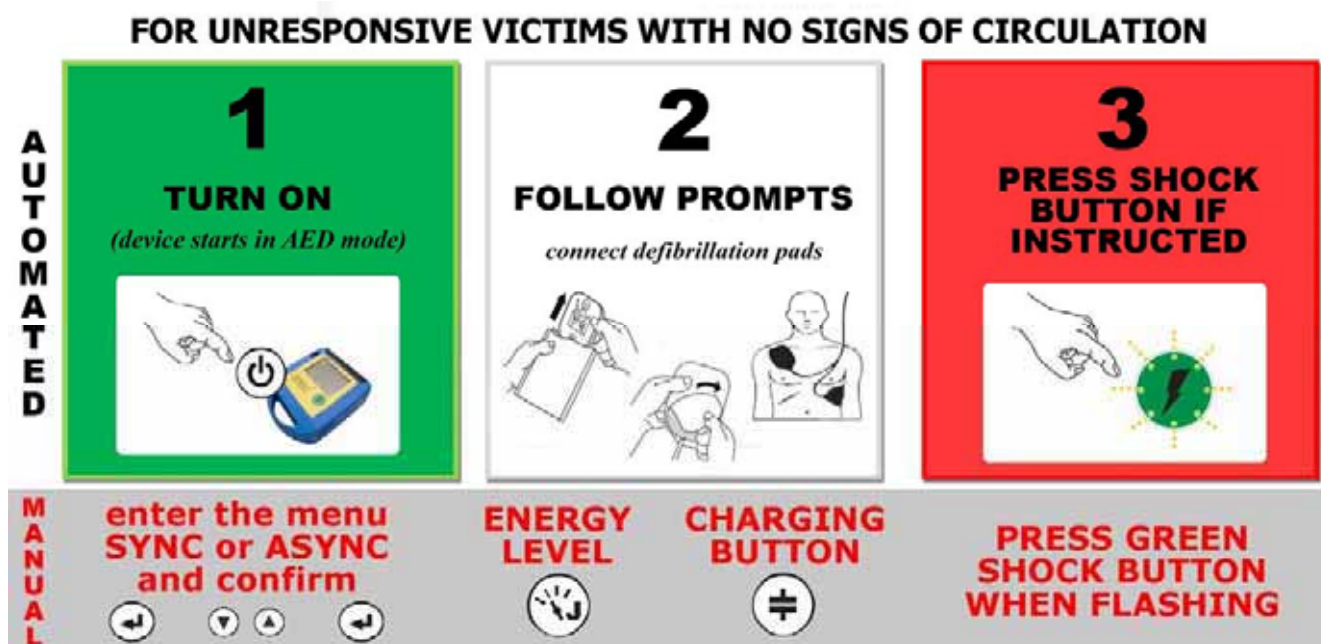 FOR UNRESPONSIVE VICTIMS WITH NO SIGNS OF CIRCULATION
AUTOMATED
1
TURN ON
(device starts in AED mode)
2
FOLLOW PROMPTS
connect defibrillation pads
3
PRESS SHOCK
BUTTON IF
INSTRUCTED
MANUAL
enter the menu
SYNC or ASYNC
and confirm
ENERGY
LEVEL
J
CHARGING
BUTTON
PRESS GREEN
SHOCK BUTTON
WHEN FLASHING